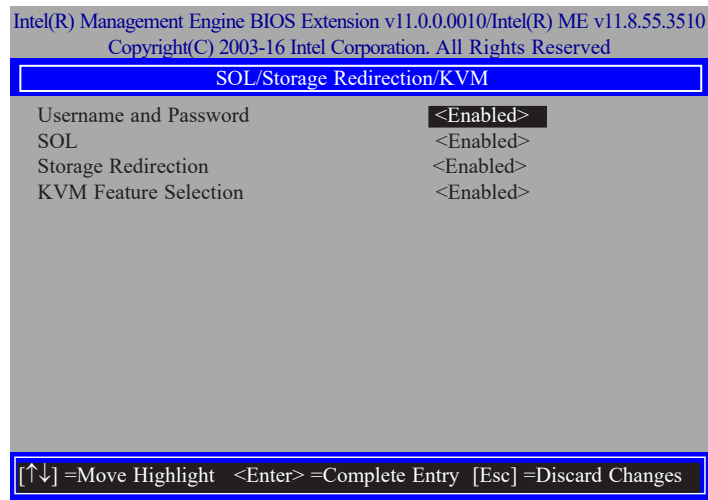 Intel(R) Management Engine BIOS Extension v11.0.0.0010/Intel(R) ME v11.8.55.3510
Copyright(C) 2003-16 Intel Corporation. All Rights Reserved
SOL/Storage Redirection/KVM
Username and Password <Enabled>
SOL <Enabled>
Storage Redirection <Enabled>
KVM Feature Selection <Enabled>
[↑↓] =Move Highlight <Enter> =Complete Entry [Esc] =Discard Changes